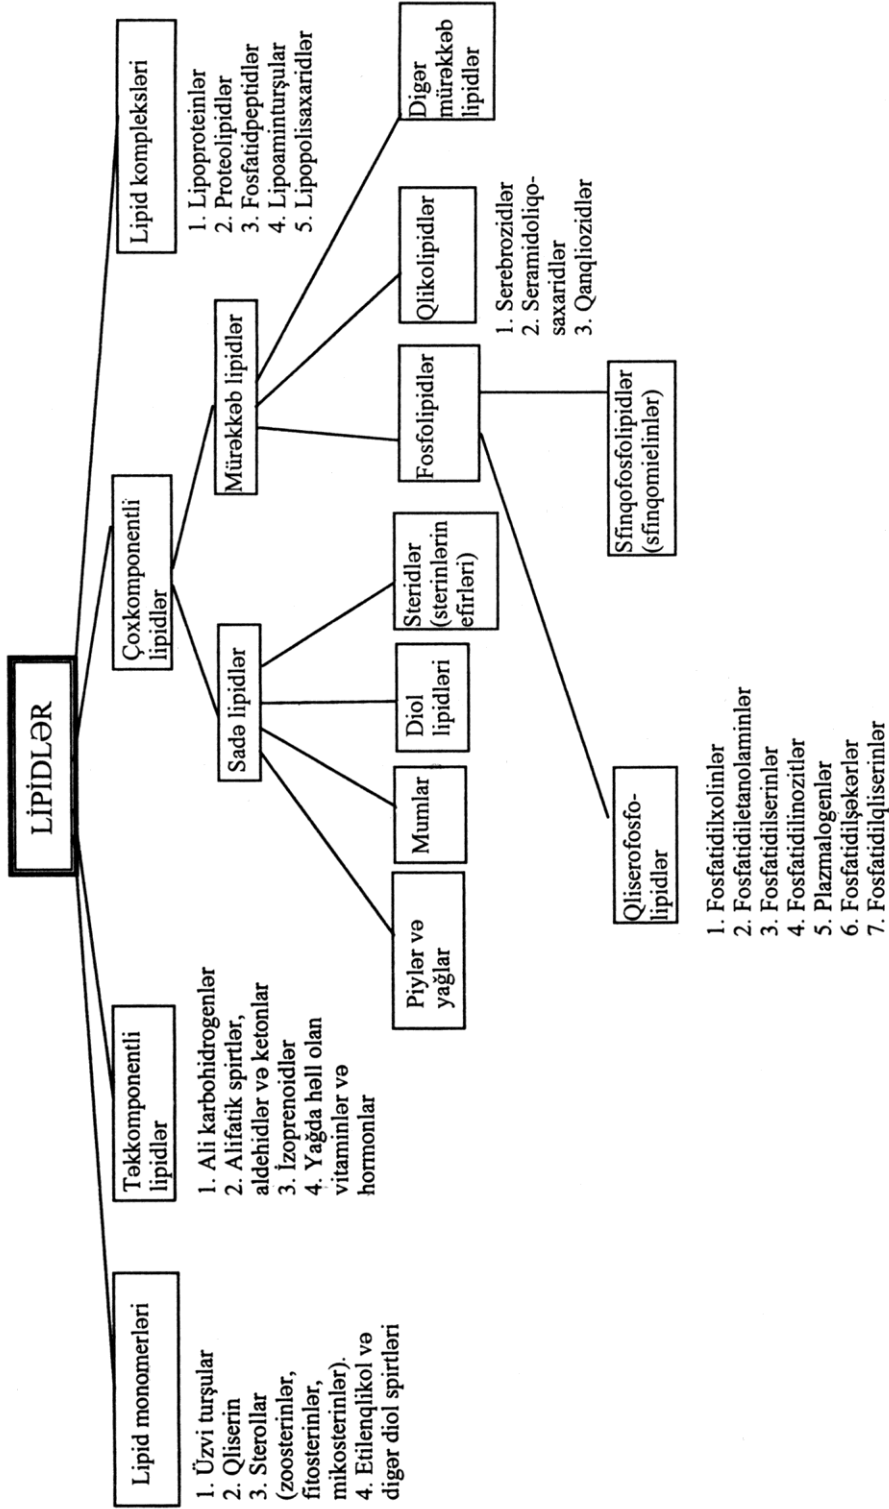 LİPİDLƏR
Lipid monomerləri
1. Üzvi turşular
2. Qliserin
3. Sterollar
(zoosterinlər,
fitosterinlər,
mikosterinlər).
4. Etilenqlikol və
digər diol spirtləri
Təkkomponentli
lipidlər
1. Ali karbohidrogenlər
2. Alifatik spirtlər,
aldehidlər və ketonlar
3. İzoprenoidlər
4. Yağda həll olan
vitaminlər və
hormonlar
Çoxkomponentli
lipidlər
Lipid kompleksləri
1. Lipoproteinlər
2. Proteolipidlər
3. Fosfatidpeptidlər
4. Lipoaminturşular
5. Lipopolisaxaridlər
Sadə lipidlər
Mürəkkəb lipidlər
Piylər və
yağlar
Mumlar
Diol
lipidləri
Steridlər
(sterinlərin
efirləri)
Fosfolipidlər
Qlikolipidlər
Digər
mürəkkəb
lipidlər
1. Serebrozidlər
2. Seramidoliqo-
saxaridlər
3. Qanqliozidlər
Qliserofosfo-
lipidlər
Sfinqofosfolipidlər
(sfinqomielinlər)
1. Fosfatidilxolinlər
2. Fosfatidiletanolaminlər
3. Fosfatidilserinlər
4. Fosfatidilinozitlər
5. Plazmalogenlər
6. Fosfatidilşəkərlər
7. Fosfatidilqliserinlər